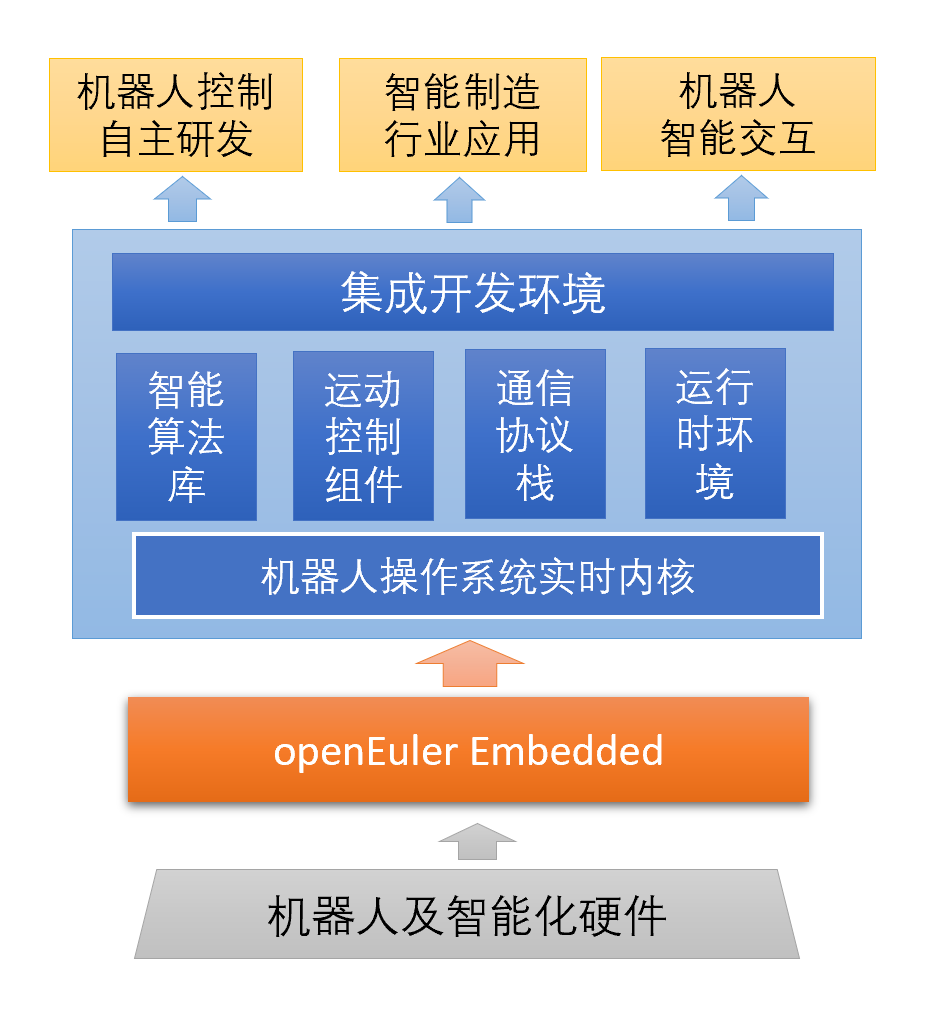 机器人控制
自主研发
智能制造
行业应用
机器人
智能交互
集成开发环境
智能
算法
库
运动
控制
组件
通信
协议
栈
运行
时环
境
机器人操作系统实时内核
openEuler Embedded
机器人及智能化硬件